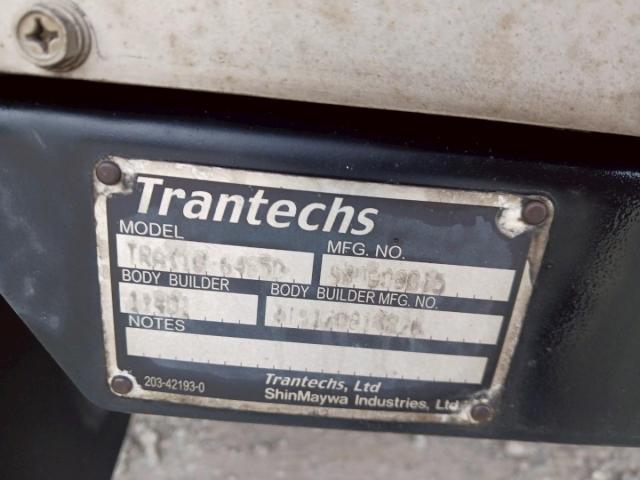 Trantechs
MODEL
MFG. NO.
BODY BUILDER
BODY BUILDER MFG. NO.
NOTES
203-42193-0
Trantechs, Ltd
ShinMaywa Industries, Ltd